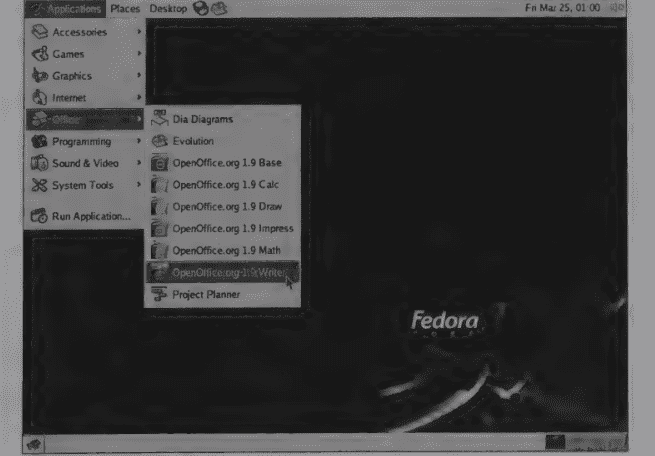 Applications Places Desktop Fri Mar 25, 01:00
Accessories
Games
Graphics
Internet
Office
Programming
Sound & Video
System Tools
Run Application...
Dia Diagrams
Evolution
OpenOffice.org 1.9 Base
OpenOffice.org 1.9 Calc
OpenOffice.org 1.9 Draw
OpenOffice.org 1.9 Impress
OpenOffice.org 1.9 Math
OpenOffice.org 1.9 Writer
Project Planner
Fedora